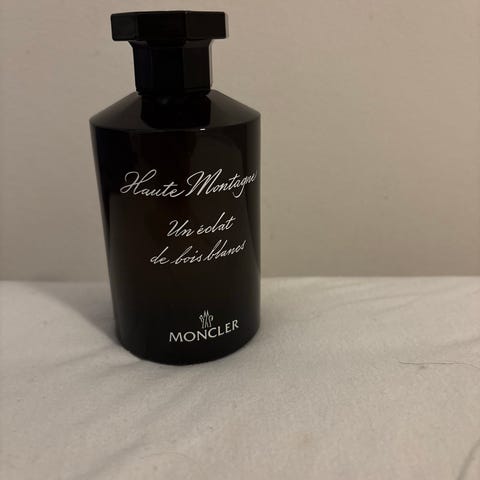 Haute Montagne
Un éclat
de bois blancs
MONCLER